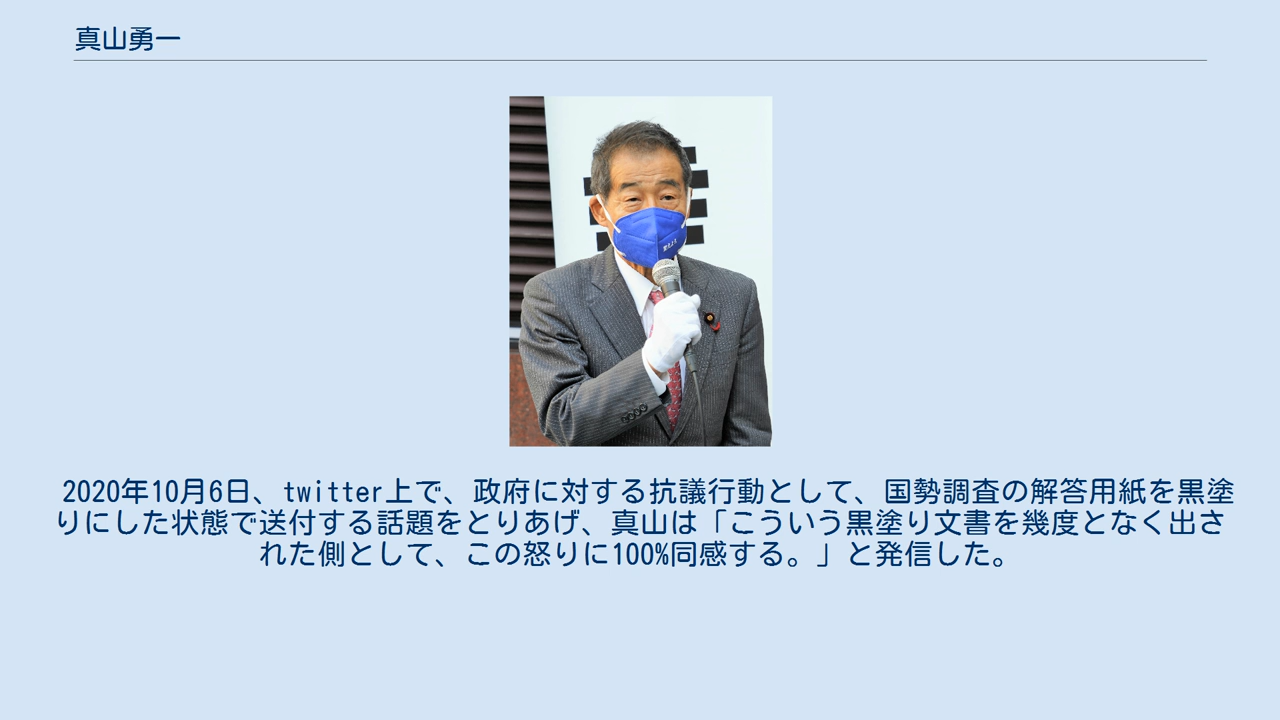 真山勇一
2020年10月6日、twitter上で、政府に対する抗議行動として、国勢調査の解答用紙を黒塗
りにした状態で送付する話題をとりあげ、真山は「こういう黒塗り文書を幾度となく出さ
れた側として、この怒りに100%同感する。」と発信した。